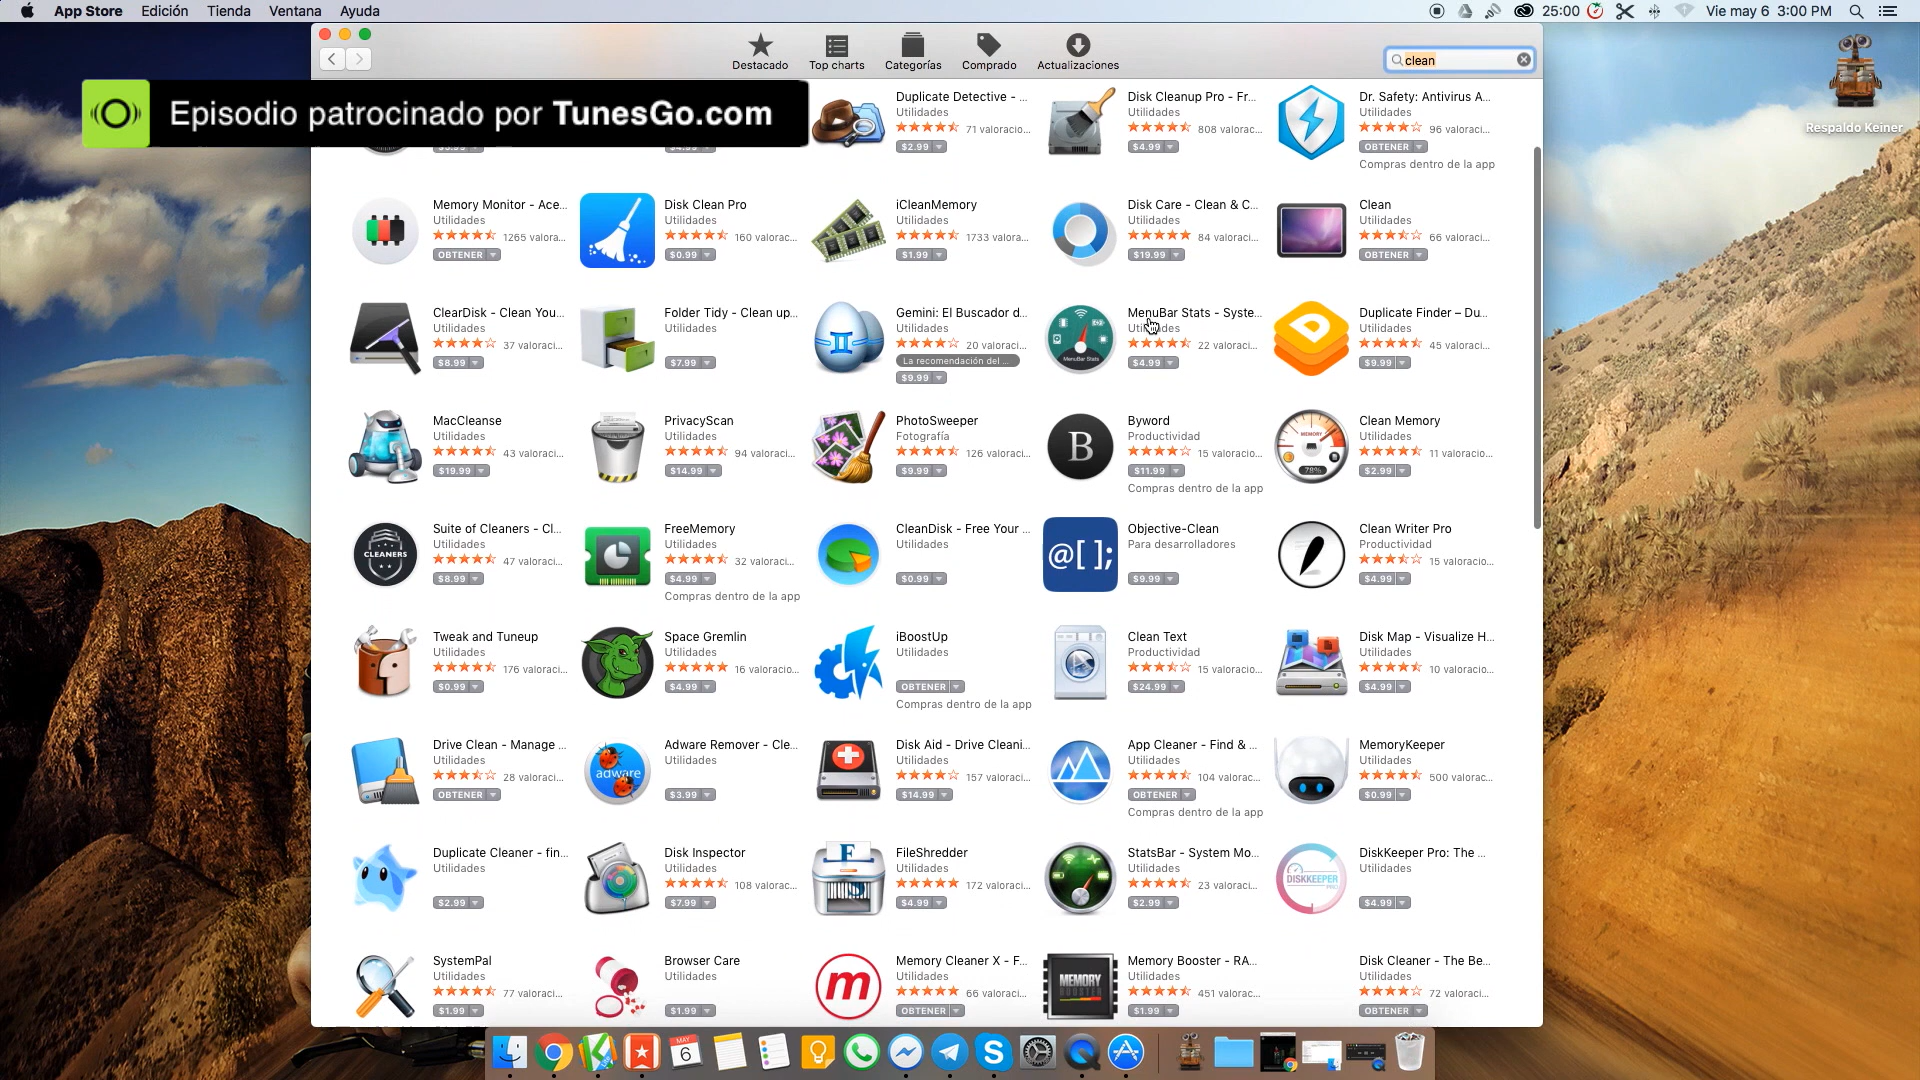 App Store Edición Tienda Ventana Ayuda
25:00 Vie may 6 3:00 PM
Destacado Top charts Categorías Comprado Actualizaciones
clean
Episodio patrocinado por TunesGo.com
Respaldo Keiner
Duplicate Detective - ...
Utilidades
71 valoracio...
$2.99
Disk Cleanup Pro - Fr...
Utilidades
808 valorac...
$4.99
Dr. Safety: Antivirus A...
Utilidades
96 valoracio...
OBTENER
Compras dentro de la app
Memory Monitor - Ace...
Utilidades
1265 valora...
OBTENER
Disk Clean Pro
Utilidades
160 valorac...
$0.99
iCleanMemory
Utilidades
1733 valora...
$1.99
Disk Care - Clean & C...
Utilidades
84 valoraci...
$19.99
Clean
Utilidades
66 valoraci...
OBTENER
ClearDisk - Clean You...
Utilidades
37 valoraci...
$8.99
Folder Tidy - Clean up...
Utilidades
$7.99
Gemini: El Buscador d...
Utilidades
20 valoraci...
La recomendación del ...
$9.99
MenuBar Stats
MenuBar Stats - Syste...
Utilidades
22 valoraci...
$4.99
Duplicate Finder – Du...
Utilidades
45 valoraci...
$9.99
MacCleanse
Utilidades
43 valoraci...
$19.99
PrivacyScan
Utilidades
94 valoraci...
$14.99
PhotoSweeper
Fotografía
126 valoraci...
$9.99
B
Byword
Productividad
15 valoracio...
$11.99
Compras dentro de la app
MEMORY
78%
Clean Memory
Utilidades
11 valoraci...
$2.99
CLEANERS
Suite of Cleaners - Cl...
Utilidades
47 valoraci...
$8.99
FreeMemory
Utilidades
32 valoraci...
$4.99
Compras dentro de la app
CleanDisk - Free Your ...
Utilidades
$0.99
@[ ];
Objective-Clean
Para desarrolladores
$9.99
Clean Writer Pro
Productividad
15 valoracio...
$4.99
Tweak and Tuneup
Utilidades
176 valoraci...
$0.99
Space Gremlin
Utilidades
16 valoracio...
$4.99
iBoostUp
Utilidades
OBTENER
Compras dentro de la app
Clean Text
Productividad
15 valoracio...
$24.99
Disk Map - Visualize H...
Utilidades
10 valoraci...
$4.99
Drive Clean - Manage ...
Utilidades
28 valoraci...
OBTENER
adware
Adware Remover - Cle...
Utilidades
$3.99
Disk Aid - Drive Cleani...
Utilidades
157 valoraci...
$14.99
App Cleaner - Find & ...
Utilidades
104 valorac...
OBTENER
Compras dentro de la app
MemoryKeeper
Utilidades
500 valorac...
$0.99
Duplicate Cleaner - fin...
Utilidades
$2.99
Disk Inspector
Utilidades
108 valorac...
$7.99
F
FileShredder
Utilidades
172 valoraci...
$4.99
StatsBar - System Mo...
Utilidades
23 valoraci...
$2.99
DISKKEEPER
PRO
DiskKeeper Pro: The ...
Utilidades
$4.99
SystemPal
Utilidades
77 valoraci...
$1.99
Browser Care
Utilidades
$1.99
m
Memory Cleaner X - F...
Utilidades
66 valoraci...
OBTENER
MEMORY
BOOSTER
Memory Booster - RA...
Utilidades
451 valorac...
$1.99
Disk Cleaner - The Be...
Utilidades
72 valoraci...
OBTENER
MAY
6